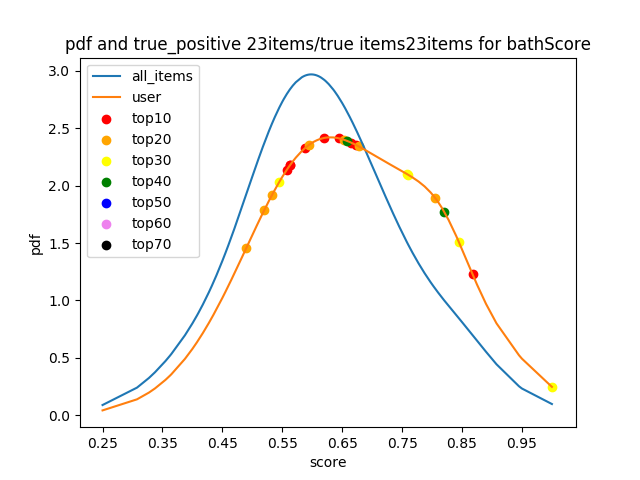 pdf and true_positive 23items/true items23items for bathScore
all_items
user
top10
top20
top30
top40
top50
top60
top70
3.0
2.5
2.0
1.5
1.0
0.5
0.0
pdf
0.25 0.35 0.45 0.55 0.65 0.75 0.85 0.95
score